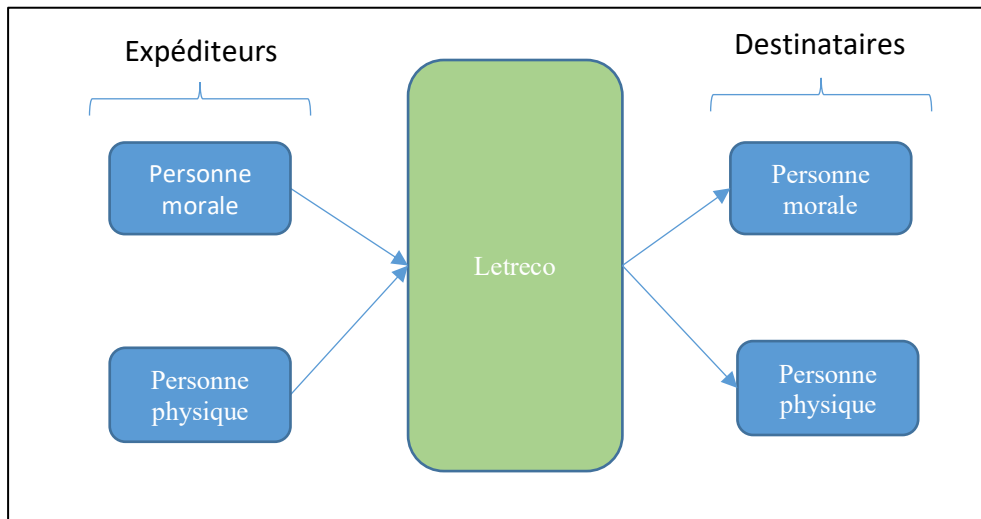 Expéditeurs
Destinataires
Personne
morale
Personne
morale
Letreco
Personne
physique
Personne
physique